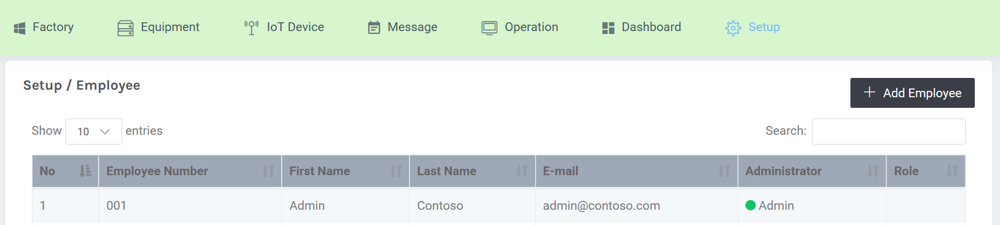 Factory Equipment IoT Device Message Operation Dashboard Setup
Setup / Employee
+ Add Employee
Show 10 entries Search:
No Employee Number First Name Last Name E-mail Administrator Role
1 001 Admin Contoso admin@contoso.com Admin